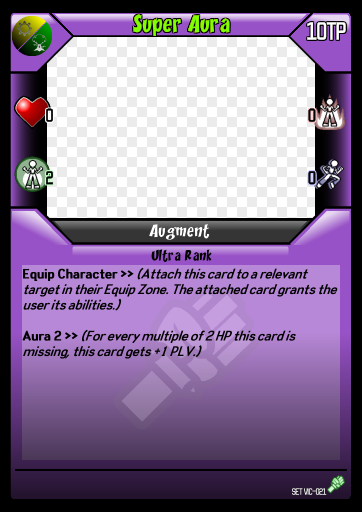 Super Aura
10TP
0
0
2
0
Augment
Ultra Rank
Equip Character >> (Attach this card to a relevant
target in their Equip Zone. The attached card grants the
user its abilities.)
Aura 2 >> (For every multiple of 2 HP this card is
missing, this card gets +1 PLV.)
SET VIC-021